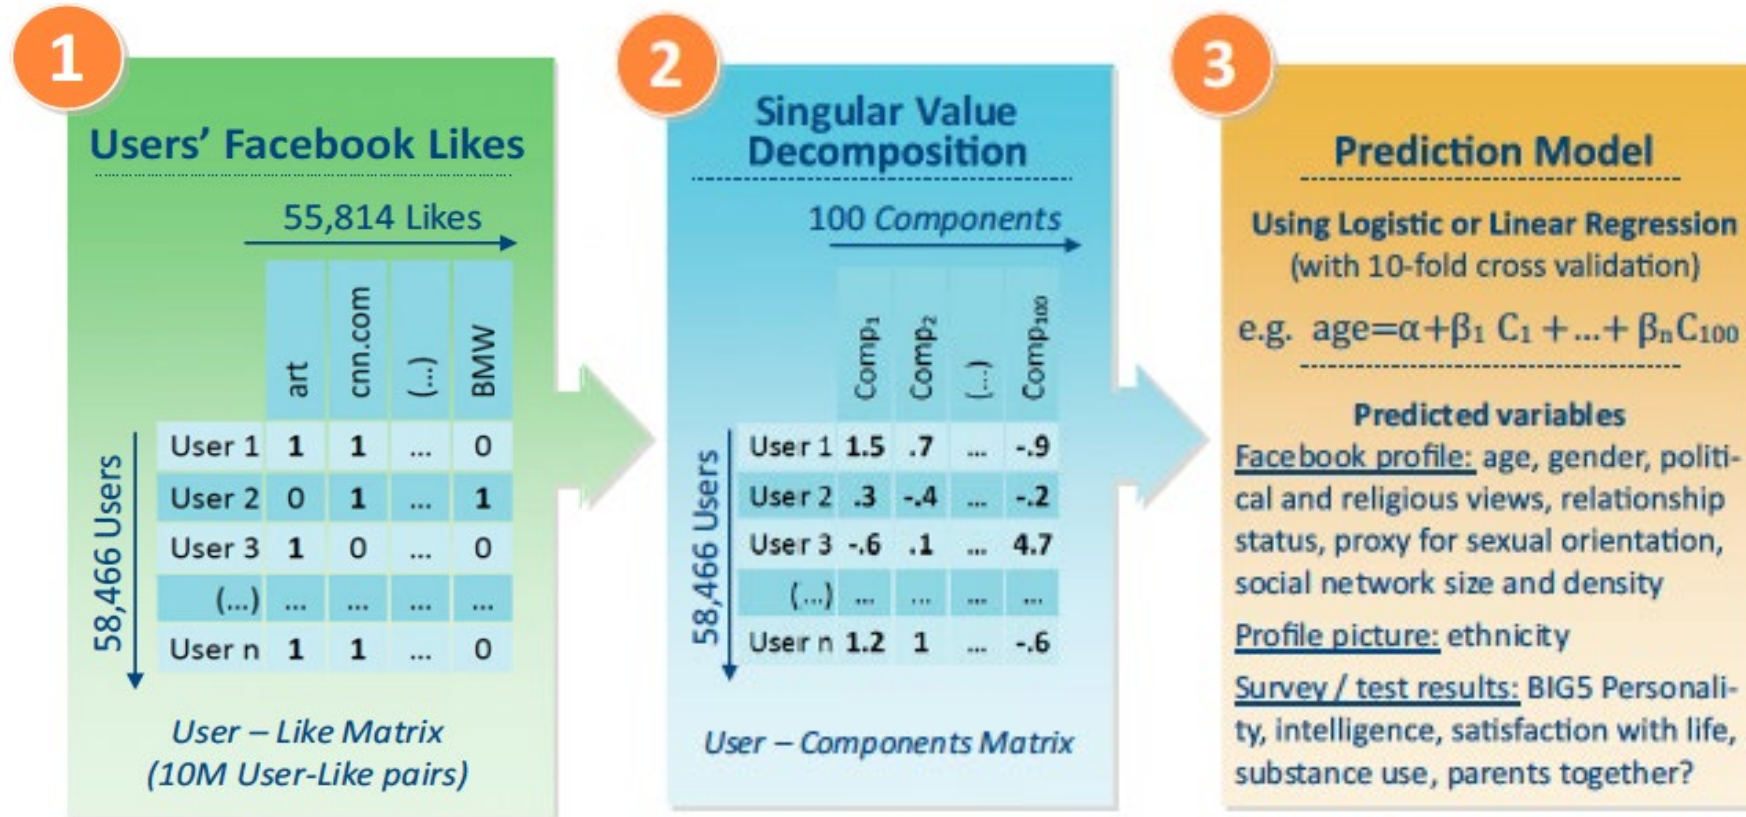 1
Users’ Facebook Likes
55,814 Likes
art cnn.com (...) BMW
58,466 Users
User 1 1 1 ... 0
User 2 0 1 ... 1
User 3 1 0 ... 0
(...) ... ... ... ...
User n 1 1 ... 0
User – Like Matrix
(10M User-Like pairs)
2
Singular Value
Decomposition
100 Components
Comp₁ Comp₂ (...) Comp₁₀₀
58,466 Users
User 1 1.5 .7 ... -.9
User 2 .3 -.4 ... -.2
User 3 -.6 .1 ... 4.7
(...) ... ... ... ...
User n 1.2 1 ... -.6
User – Components Matrix
3
Prediction Model
Using Logistic or Linear Regression
(with 10-fold cross validation)
e.g. age=α+β₁ C₁ +...+ βₙC₁₀₀
Predicted variables
Facebook profile: age, gender, politi-
cal and religious views, relationship
status, proxy for sexual orientation,
social network size and density
Profile picture: ethnicity
Survey / test results: BIG5 Personali-
ty, intelligence, satisfaction with life,
substance use, parents together?